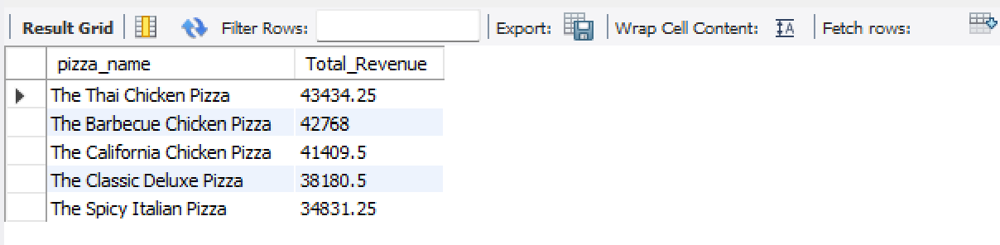 Result Grid Filter Rows: Export: Wrap Cell Content: IA Fetch rows:
pizza_name Total_Revenue
The Thai Chicken Pizza 43434.25
The Barbecue Chicken Pizza 42768
The California Chicken Pizza 41409.5
The Classic Deluxe Pizza 38180.5
The Spicy Italian Pizza 34831.25